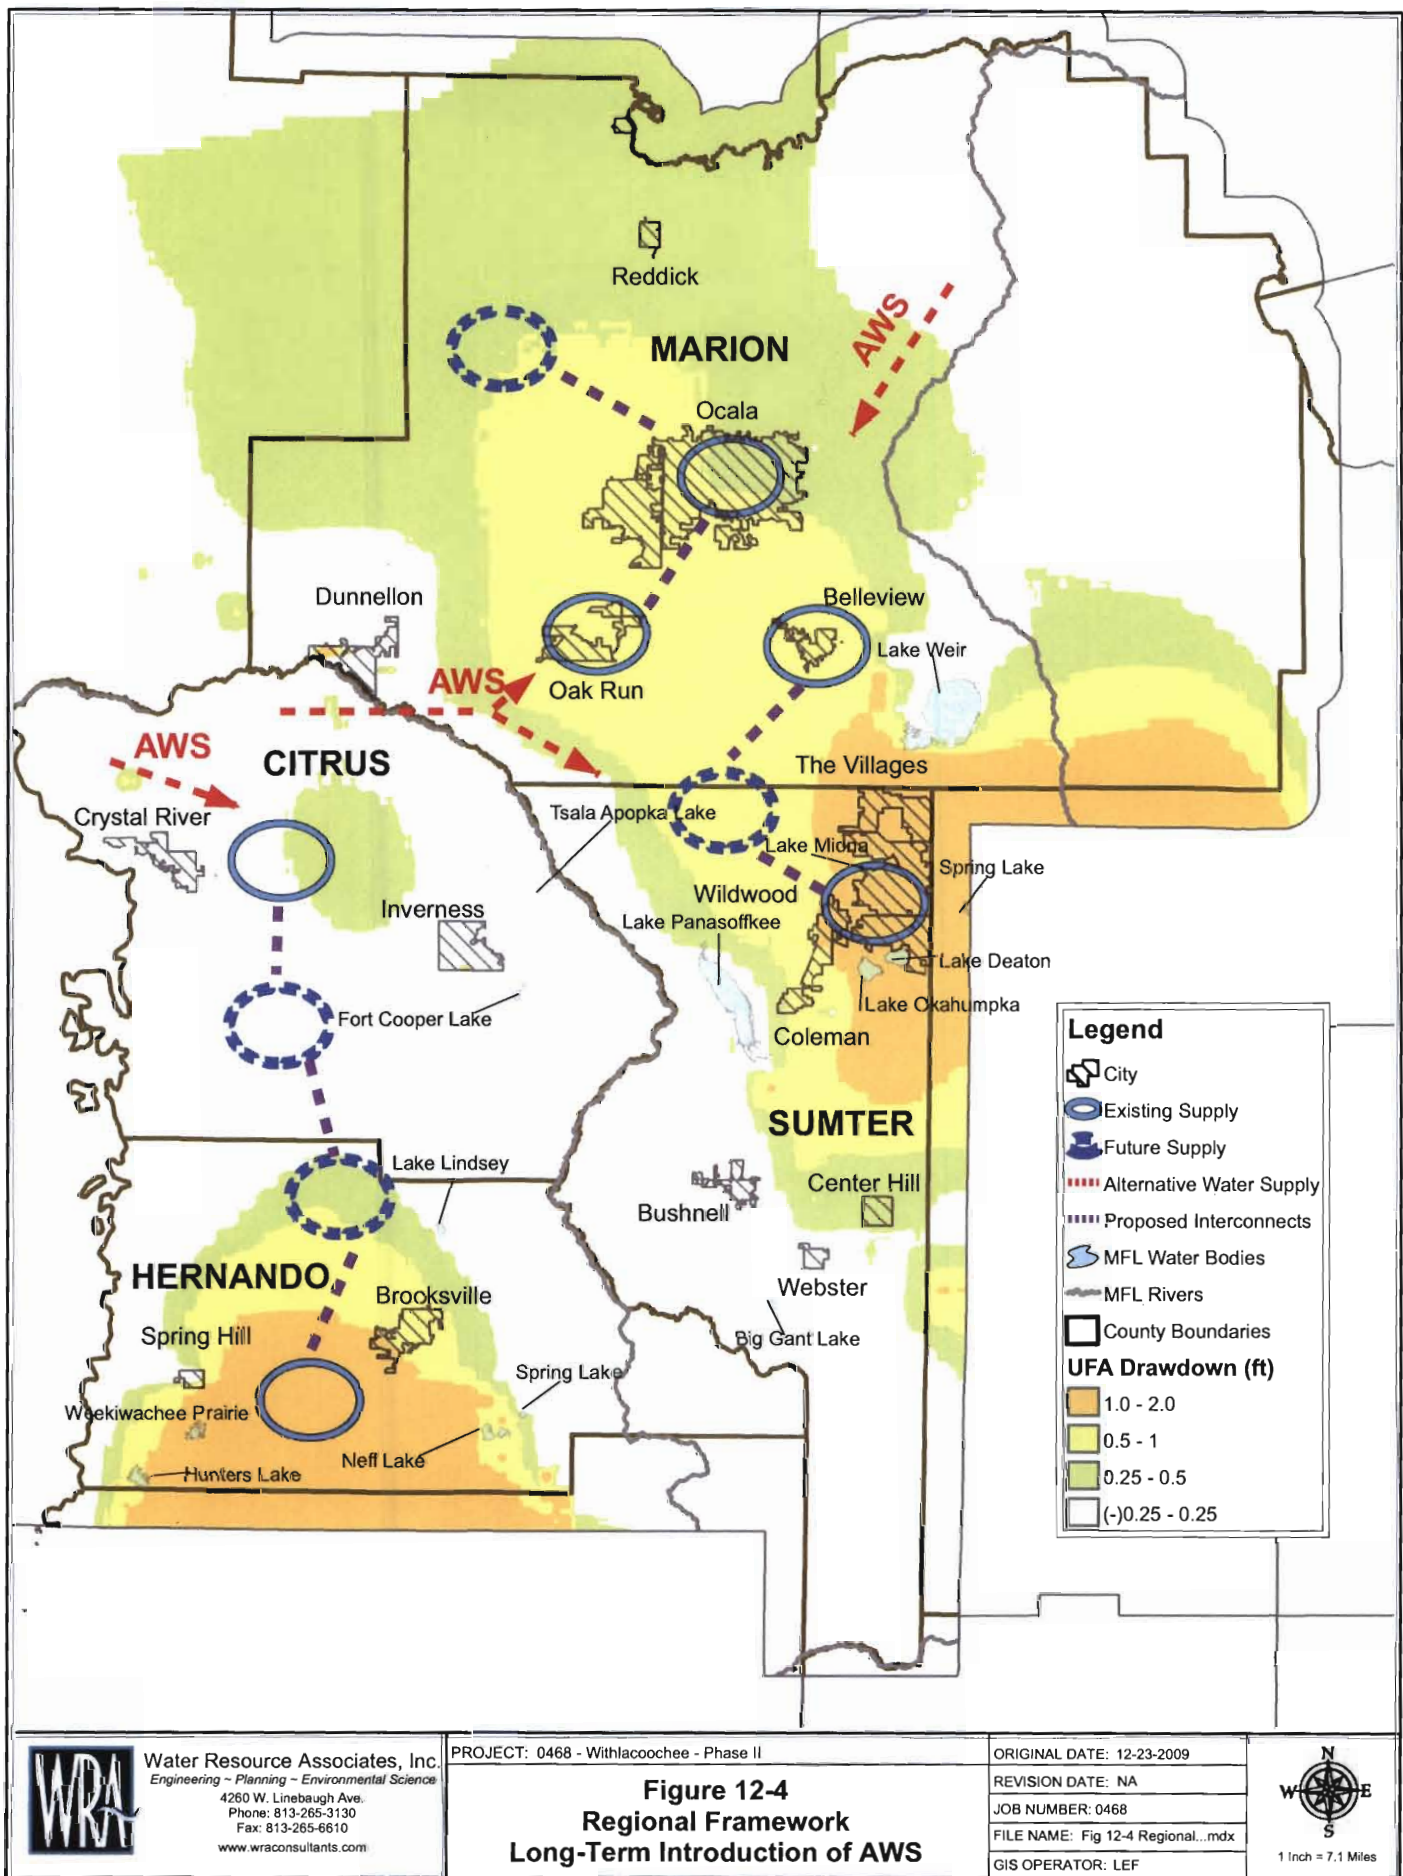 Reddick
MARION
AWS
Ocala
Dunnellon
Belleview
Lake Weir
AWS
Oak Run
AWS
CITRUS
The Villages
Crystal River
Tsala Apopka Lake
Lake Midna
Spring Lake
Wildwood
Inverness
Lake Panasoffkee
Lake Deaton
Lake Okahumpka
Fort Cooper Lake
Coleman
SUMTER
Lake Lindsey
Center Hill
Bushnell
HERNANDO
Webster
Brooksville
Spring Hill
Big Gant Lake
Spring Lake
Weekiwachee Prairie
Neff Lake
Hunters Lake
Legend
City
Existing Supply
Future Supply
Alternative Water Supply
Proposed Interconnects
MFL Water Bodies
MFL Rivers
County Boundaries
UFA Drawdown (ft)
1.0 - 2.0
0.5 - 1
0.25 - 0.5
(-)0.25 - 0.25
WRA
Water Resource Associates, Inc.
Engineering ~ Planning ~ Environmental Science
4260 W. Linebaugh Ave.
Phone: 813-265-3130
Fax: 813-265-6610
www.wraconsultants.com
PROJECT: 0468 - Withlacoochee - Phase II
Figure 12-4
Regional Framework
Long-Term Introduction of AWS
ORIGINAL DATE: 12-23-2009
REVISION DATE: NA
JOB NUMBER: 0468
FILE NAME: Fig 12-4 Regional...mdx
GIS OPERATOR: LEF
N
W E
S
1 Inch = 7.1 Miles